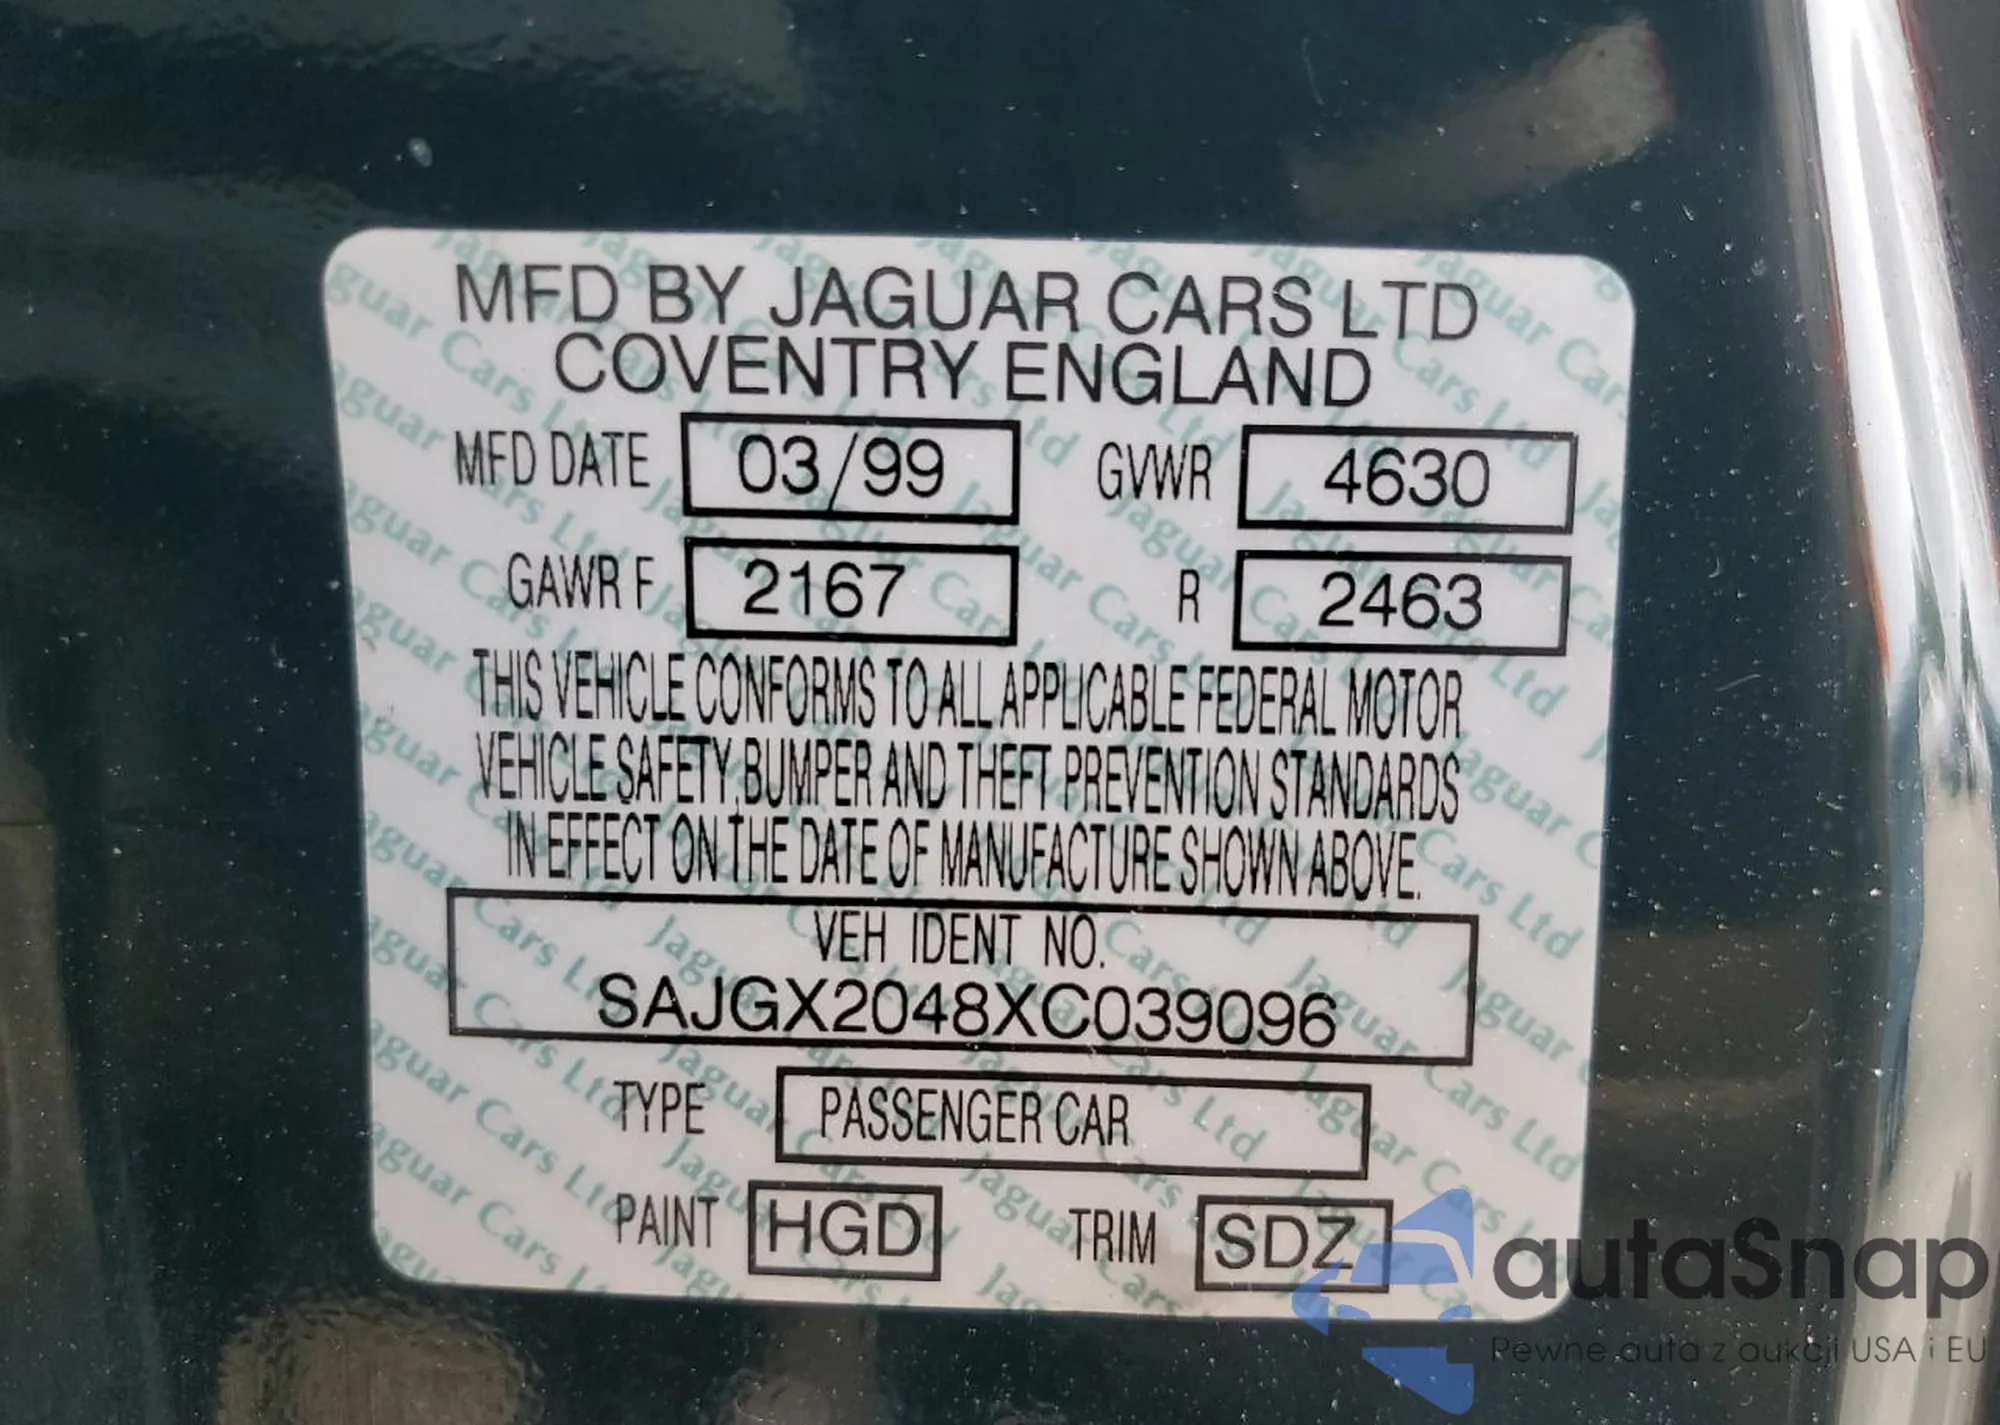 MFD BY JAGUAR CARS LTD
COVENTRY ENGLAND
MFD DATE 03/99 GVWR 4630
GAWR F 2167 R 2463
THIS VEHICLE CONFORMS TO ALL APPLICABLE FEDERAL MOTOR
VEHICLE SAFETY, BUMPER AND THEFT PREVENTION STANDARDS
IN EFFECT ON THE DATE OF MANUFACTURE SHOWN ABOVE.
VEH IDENT NO.
SAJGX2048XC039096
TYPE PASSENGER CAR
PAINT HGD TRIM SDZ
autaSnap
Pewne auta z aukcji USA i EU